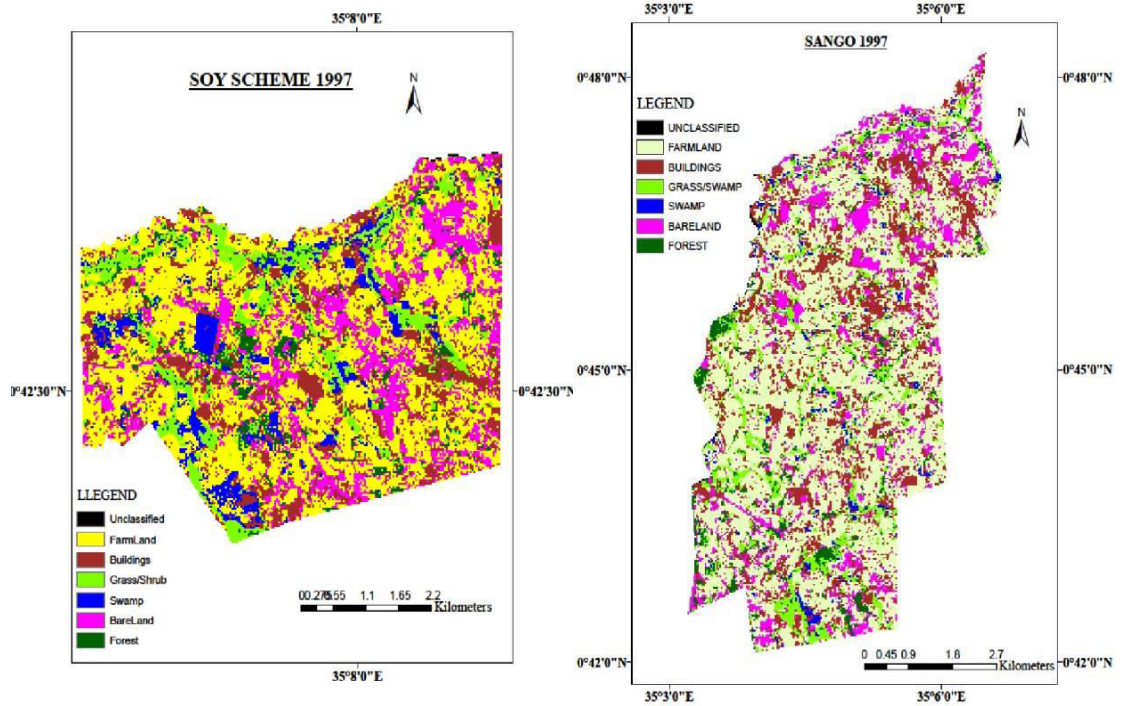 35°8'0"E
SOY SCHEME 1997
N
0°42'30"N
0°42'30"N
LLEGEND
Unclassified
FarmLand
Buildings
Grass/Shrub
Swamp
BareLand
Forest
1.1 1.65 2.2
Kilometers
35°8'0"E
35°3'0"E 35°6'0"E
SANGO 1997
0°48'0"N
0°48'0"N
LEGEND
N
UNCLASSIFIED
FARMLAND
BUILDINGS
GRASS/SWAMP
SWAMP
BARELAND
FOREST
0°45'0"N
0°45'0"N
0 0.45 0.9 1.8 2.7
Kilometers
0°42'0"N
0°42'0"N
35°3'0"E 35°6'0"E